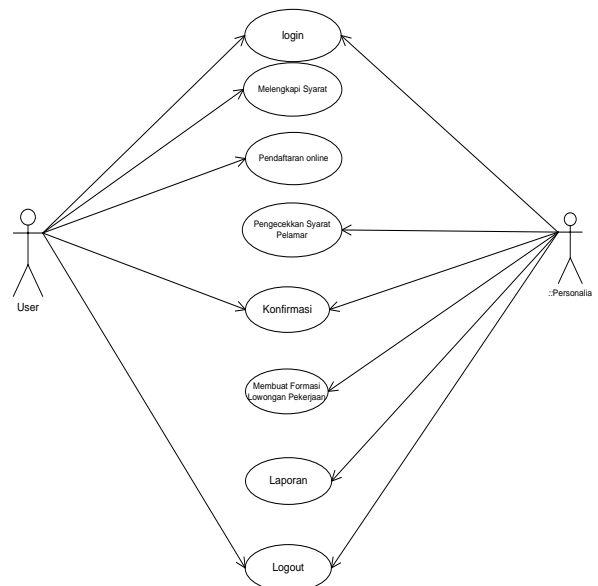 login
Melengkapi Syarat
Pendaftaran online
Pengecekkan Syarat
Pelamar
User
::Personalia
Konfirmasi
Membuat Formasi
Lowongan Pekerjaan
Laporan
Logout